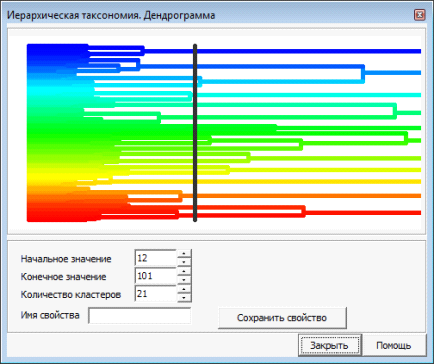 Иерархическая таксономия. Дендрограмма
Начальное значение 12
Конечное значение 101
Количество кластеров 21
Имя свойства Сохранить свойство
Закрыть Помощь